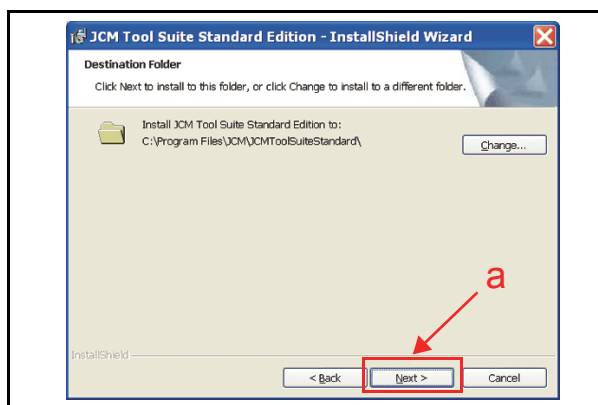 JCM Tool Suite Standard Edition - InstallShield Wizard
Destination Folder
Click Next to install to this folder, or click Change to install to a different folder.
Install JCM Tool Suite Standard Edition to:
C:\Program Files\JCM\JCMToolSuiteStandard\
Change...
a
InstallShield
< Back
Next >
Cancel